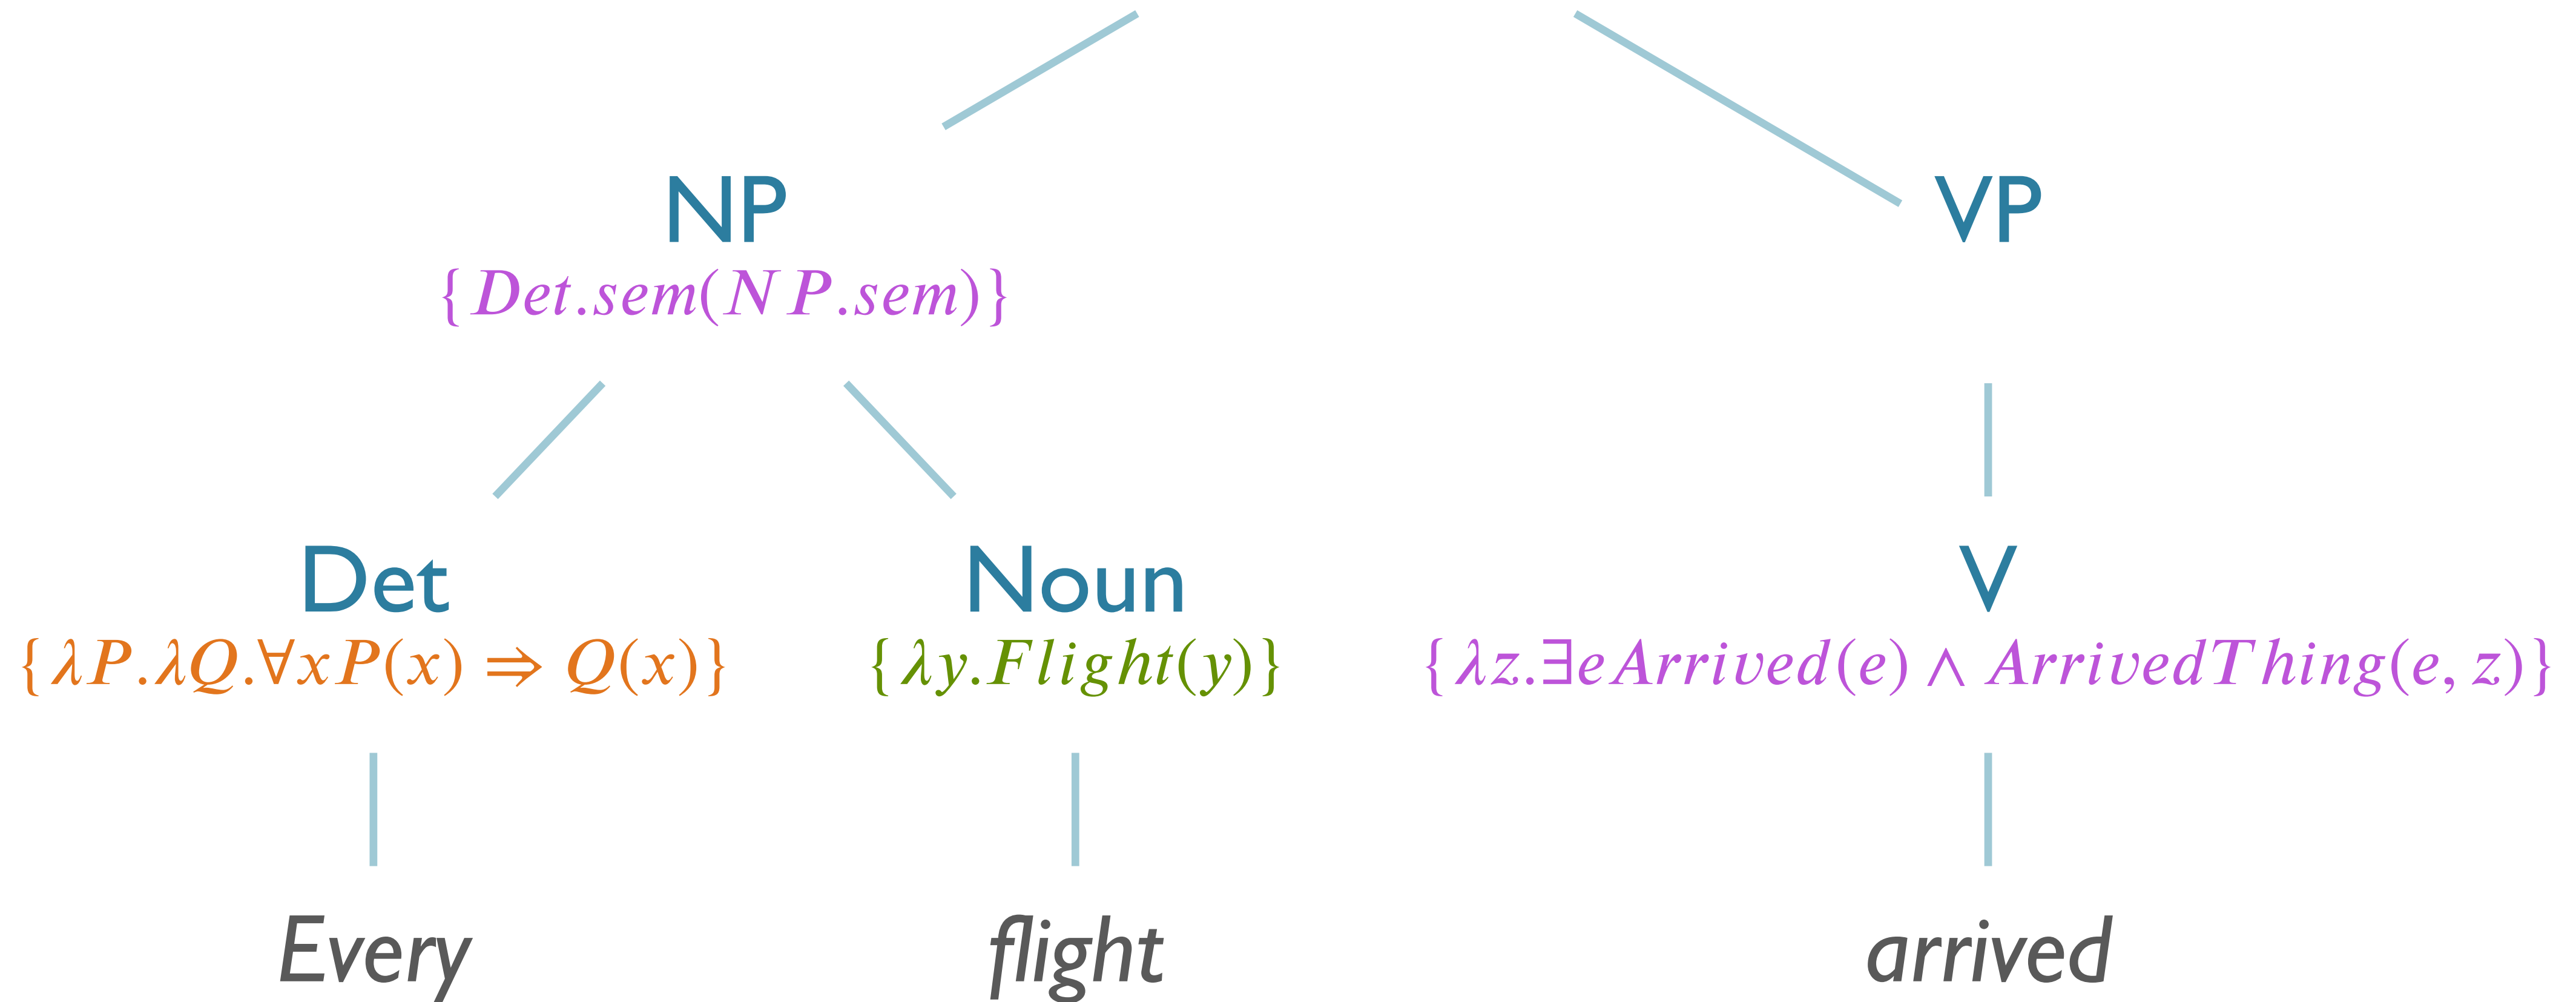 NP
VP
{Det.sem(NP.sem)}
Det
Noun
V
{λP.λQ.∀xP(x) ⇒ Q(x)}
{λy.Flight(y)}
{λz.∃eArrived(e) ∧ ArrivedThing(e, z)}
Every
flight
arrived